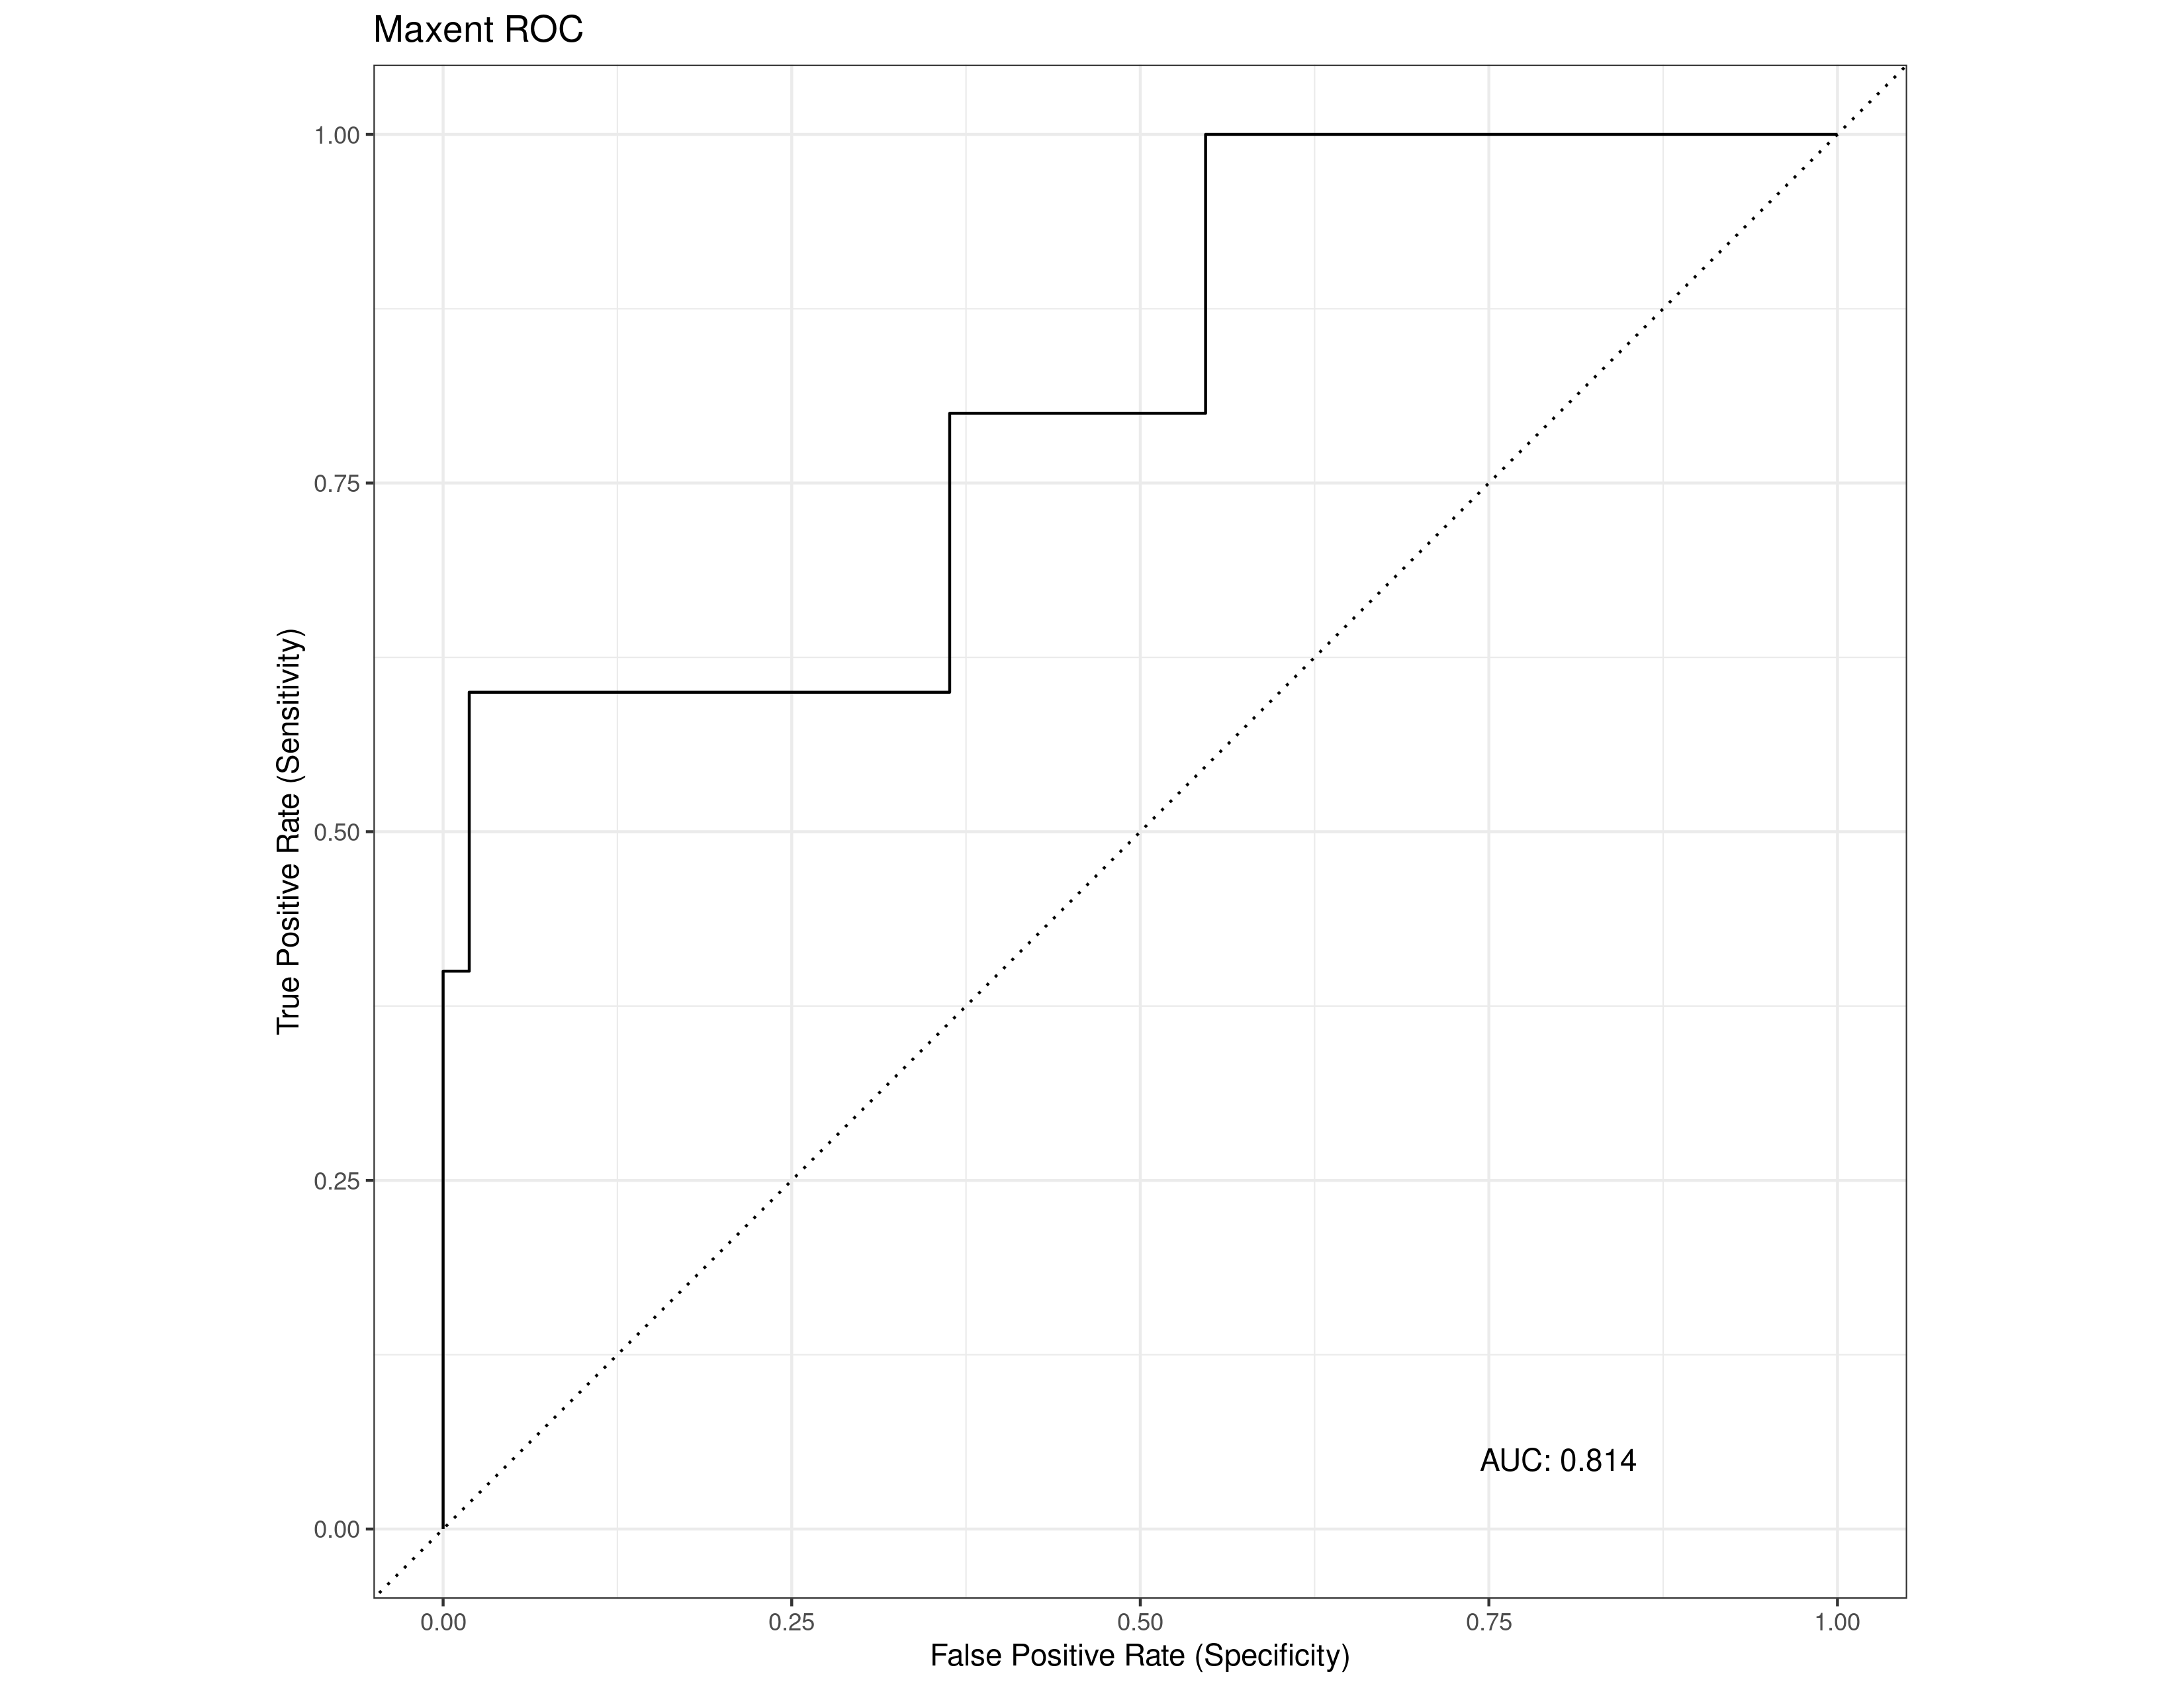 Maxent ROC
True Positive Rate (Sensitivity)
1.00
0.75
0.50
0.25
0.00
AUC: 0.814
0.00 0.25 0.50 0.75 1.00
False Positive Rate (Specificity)